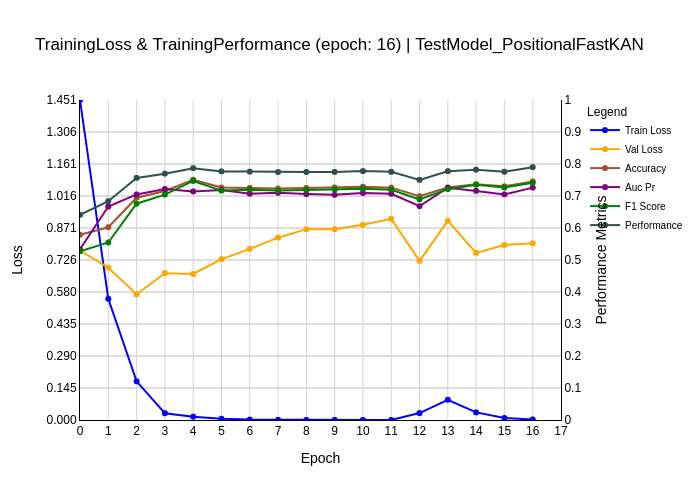 TrainingLoss & TrainingPerformance (epoch: 16) | TestModel_PositionalFastKAN
1.451
1.306
1.161
1.016
0.871
0.726
0.580
0.435
0.290
0.145
0.000
Loss
0 1 2 3 4 5 6 7 8 9 10 11 12 13 14 15 16 17
Epoch
1
0.9
0.8
0.7
0.6
0.5
0.4
0.3
0.2
0.1
0
Performance Metrics
Legend
Train Loss
Val Loss
Accuracy
Auc Pr
F1 Score
Performance